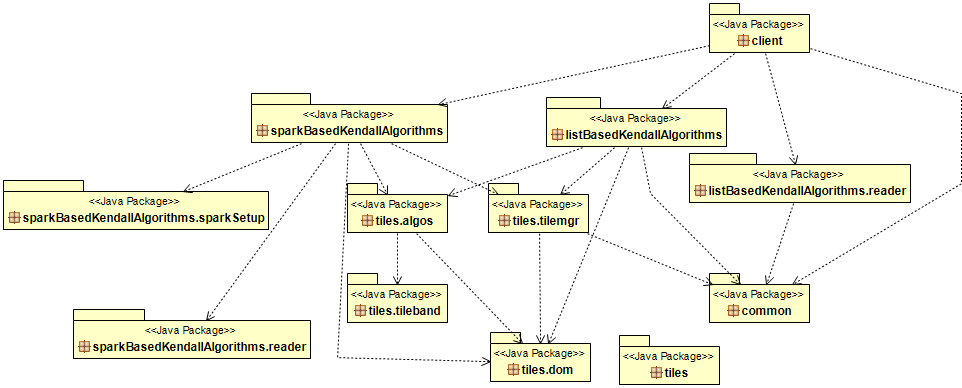 <<Java Package>>
client
<<Java Package>>
sparkBasedKendallAlgorithms
<<Java Package>>
listBasedKendallAlgorithms
<<Java Package>>
listBasedKendallAlgorithms.reader
<<Java Package>>
sparkBasedKendallAlgorithms.sparkSetup
<<Java Package>>
tiles.algos
<<Java Package>>
tiles.tilemgr
<<Java Package>>
tiles.tileband
<<Java Package>>
common
<<Java Package>>
sparkBasedKendallAlgorithms.reader
<<Java Package>>
tiles.dom
<<Java Package>>
tiles